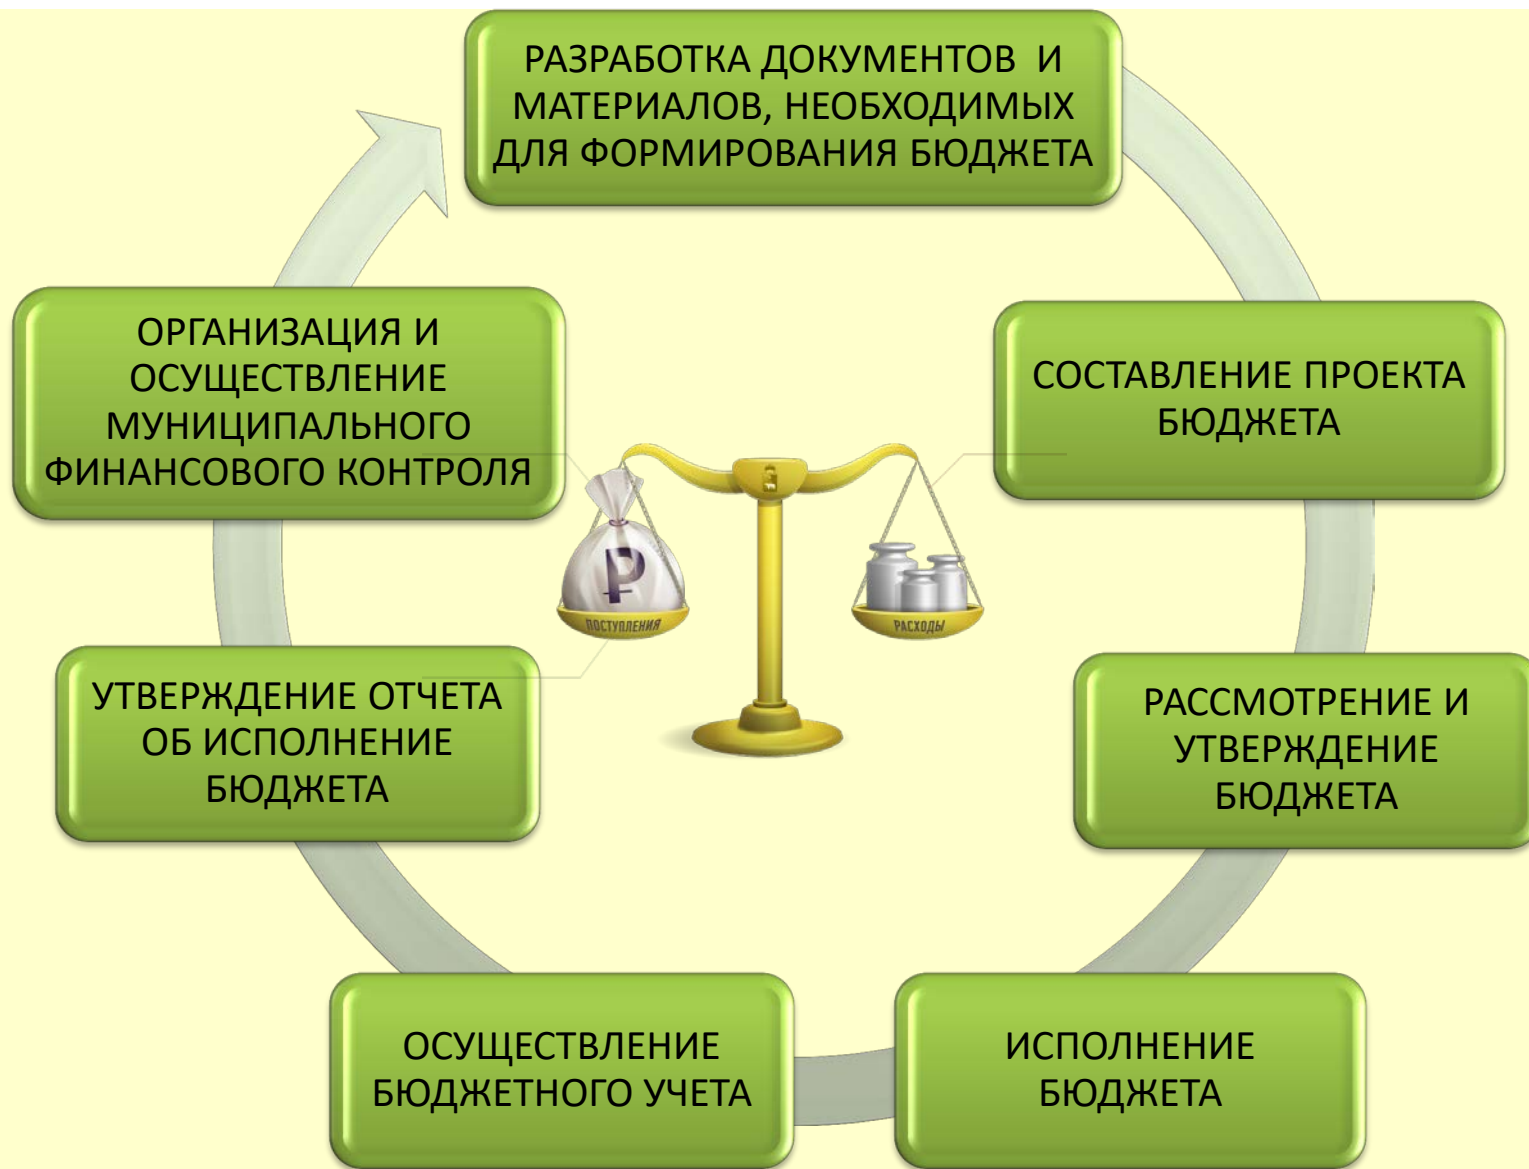 РАЗРАБОТКА ДОКУМЕНТОВ И
МАТЕРИАЛОВ, НЕОБХОДИМЫХ
ДЛЯ ФОРМИРОВАНИЯ БЮДЖЕТА
СОСТАВЛЕНИЕ ПРОЕКТА
БЮДЖЕТА
РАССМОТРЕНИЕ И
УТВЕРЖДЕНИЕ
БЮДЖЕТА
ИСПОЛНЕНИЕ
БЮДЖЕТА
ОСУЩЕСТВЛЕНИЕ
БЮДЖЕТНОГО УЧЕТА
УТВЕРЖДЕНИЕ ОТЧЕТА
ОБ ИСПОЛНЕНИЕ
БЮДЖЕТА
ОРГАНИЗАЦИЯ И
ОСУЩЕСТВЛЕНИЕ
МУНИЦИПАЛЬНОГО
ФИНАНСОВОГО КОНТРОЛЯ
ПОСТУПЛЕНИЯ
РАСХОДЫ